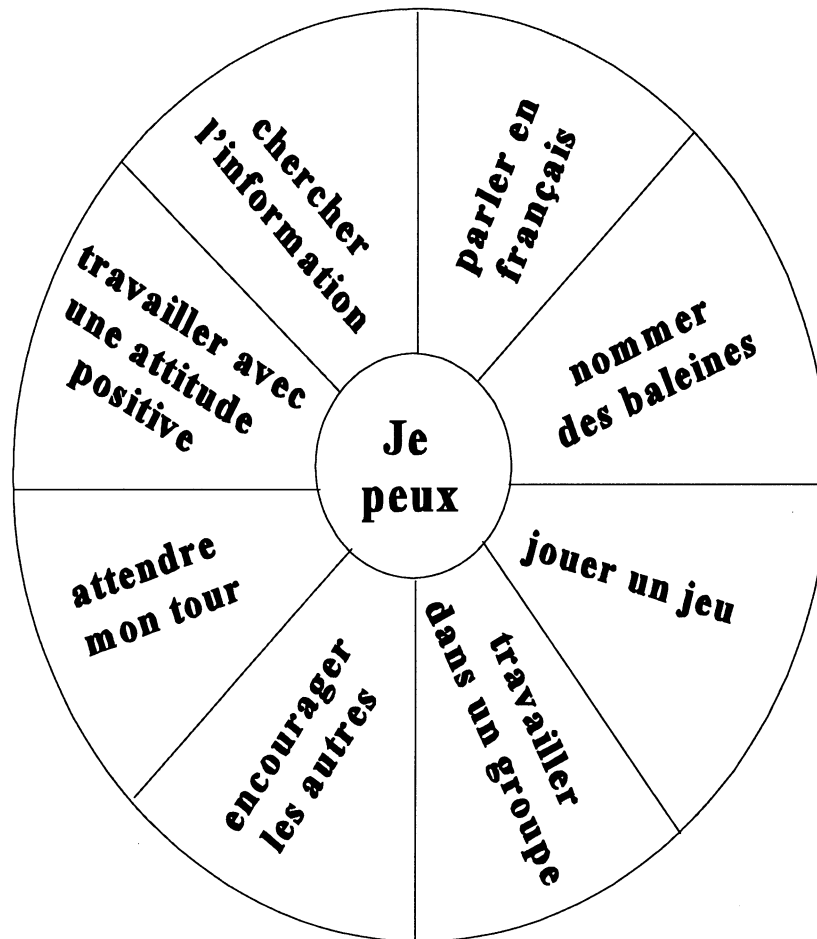 Je
peux
parler en
français
nommer
des baleines
jouer un jeu
travailler
dans un groupe
encourager
les autres
attendre
mon tour
travailler avec
une attitude
positive
chercher
l'information